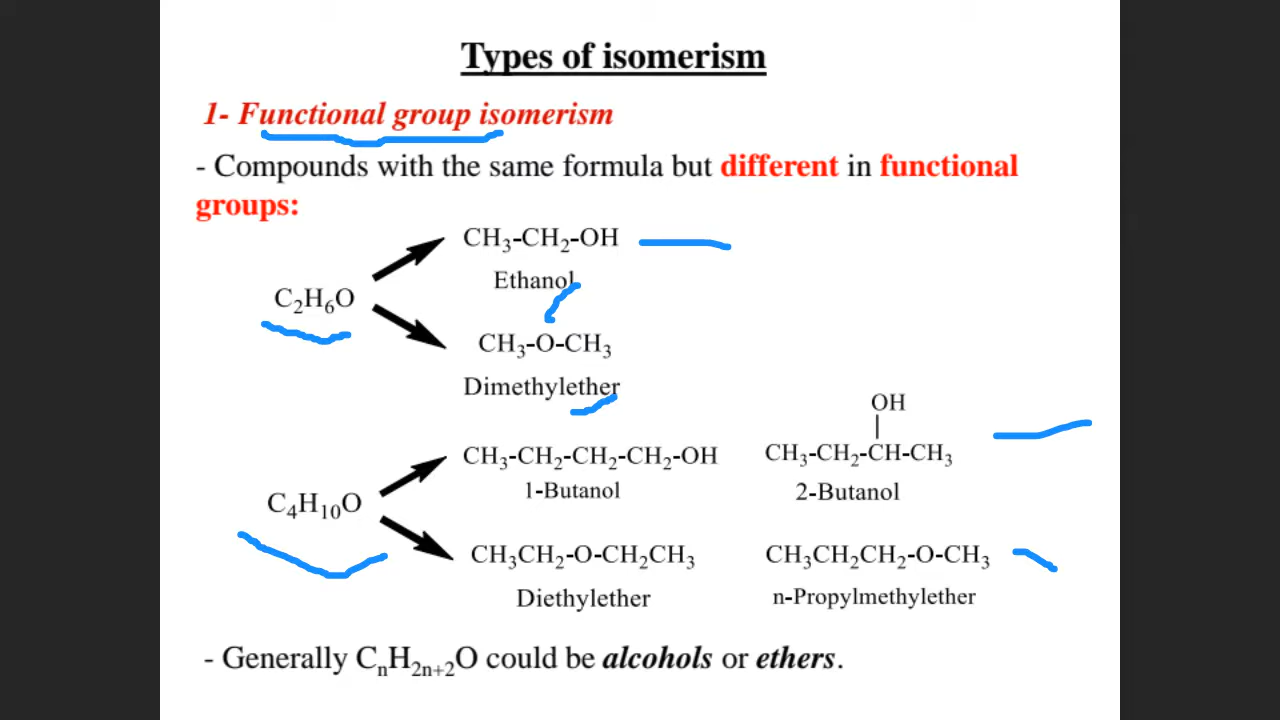 Types of isomerism
1- Functional group isomerism
- Compounds with the same formula but different in functional
groups:
CH₃-CH₂-OH
Ethanol
C₂H₆O
CH₃-O-CH₃
Dimethylether
OH
CH₃-CH₂-CH₂-CH₂-OH
CH₃-CH₂-CH-CH₃
1-Butanol
2-Butanol
C₄H₁₀O
CH₃CH₂-O-CH₂CH₃
CH₃CH₂CH₂-O-CH₃
Diethylether
n-Propylmethylether
- Generally CₙH₂ₙ₊₂O could be alcohols or ethers.